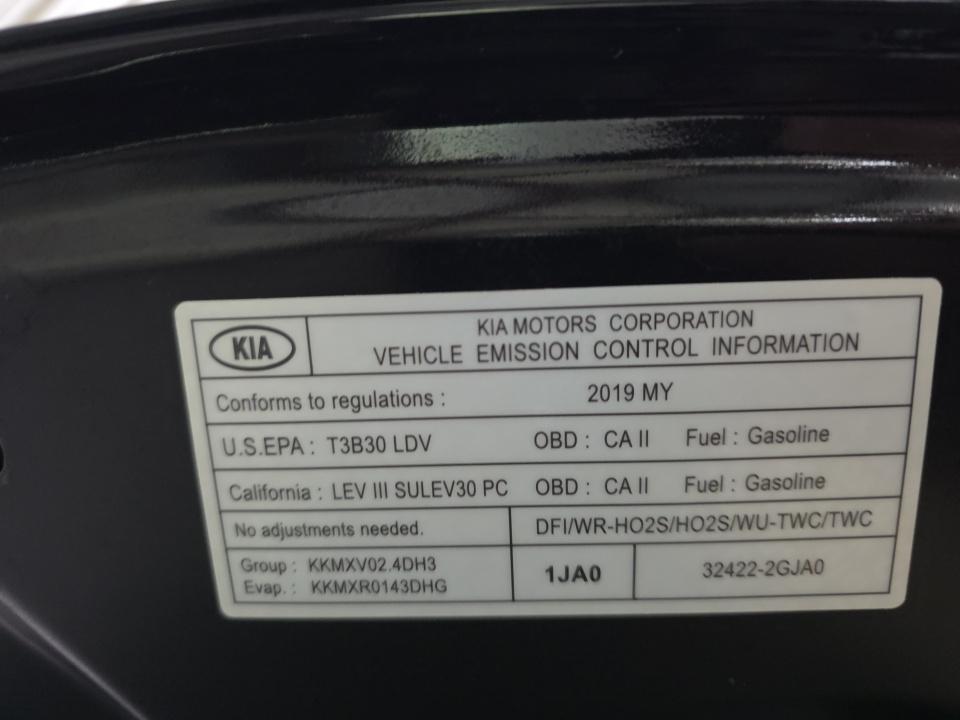 KIA
KIA MOTORS CORPORATION
VEHICLE EMISSION CONTROL INFORMATION
Conforms to regulations : 2019 MY
U.S.EPA : T3B30 LDV OBD : CA II Fuel : Gasoline
California : LEV III SULEV30 PC OBD : CA II Fuel : Gasoline
No adjustments needed. DFI/WR-HO2S/HO2S/WU-TWC/TWC
Group : KKMXV02.4DH3
Evap. : KKMXR0143DHG
1JA0
32422-2GJA0